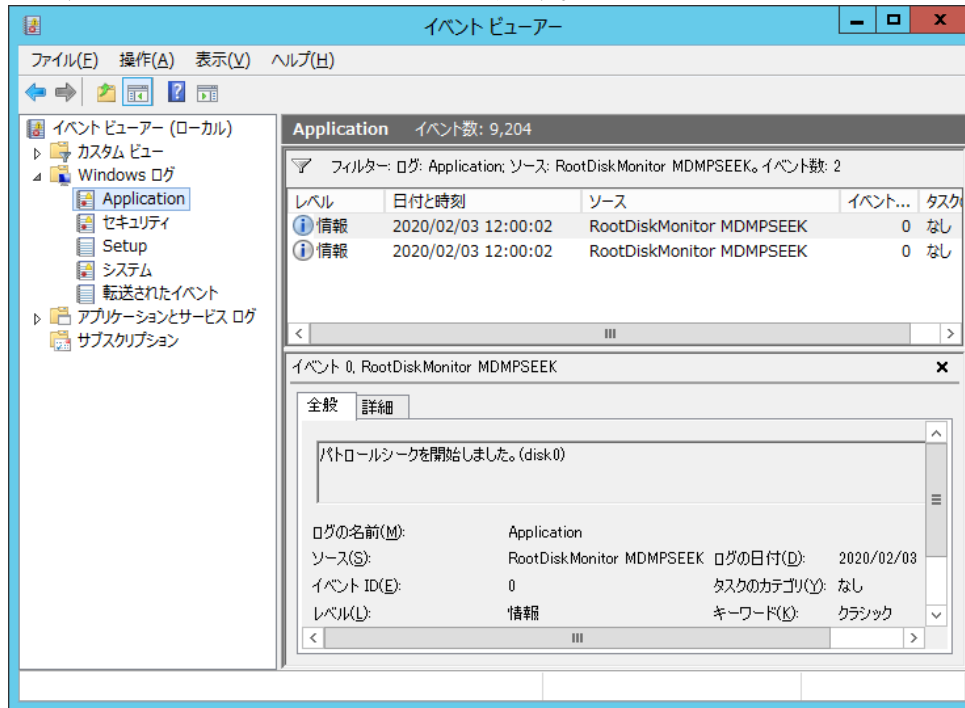 イベント ビューアー
ファイル(F) 操作(A) 表示(V) ヘルプ(H)
イベント ビューアー (ローカル)
カスタム ビュー
Windows ログ
Application
セキュリティ
Setup
システム
転送されたイベント
アプリケーションとサービス ログ
サブスクリプション
Application イベント数: 9,204
フィルター: ログ: Application; ソース: RootDiskMonitor MDMPSEEK。イベント数: 2
レベル 日付と時刻 ソース イベント... タスク
情報 2020/02/03 12:00:02 RootDiskMonitor MDMPSEEK 0 なし
情報 2020/02/03 12:00:02 RootDiskMonitor MDMPSEEK 0 なし
イベント 0, RootDiskMonitor MDMPSEEK
全般 詳細
パトロールシークを開始しました。(disk0)
ログの名前(M): Application
ソース(S): RootDiskMonitor MDMPSEEK ログの日付(D): 2020/02/03
イベント ID(E): 0 タスクのカテゴリ(Y): なし
レベル(L): 情報 キーワード(K): クラシック